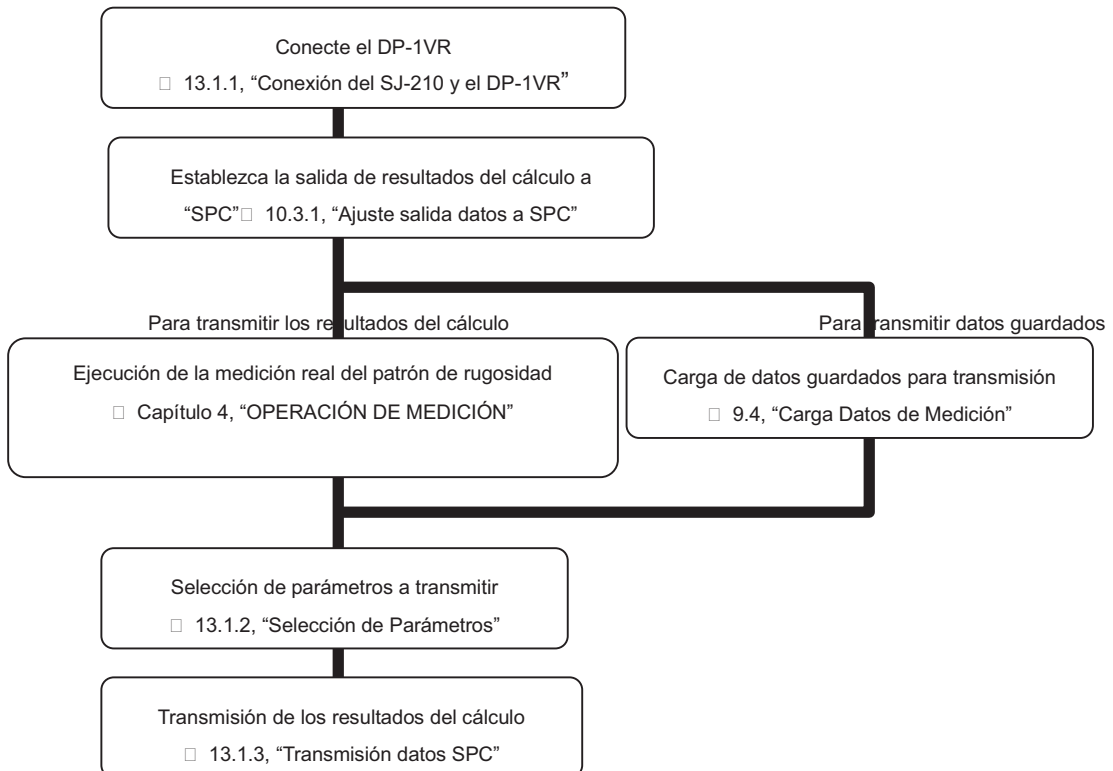 Conecte el DP-1VR
□ 13.1.1, “Conexión del SJ-210 y el DP-1VR”
Establezca la salida de resultados del cálculo a
“SPC”□ 10.3.1, “Ajuste salida datos a SPC”
Para transmitir los resultados del cálculo
Para transmitir datos guardados
Ejecución de la medición real del patrón de rugosidad
□ Capítulo 4, “OPERACIÓN DE MEDICIÓN”
Carga de datos guardados para transmisión
□ 9.4, “Carga Datos de Medición”
Selección de parámetros a transmitir
□ 13.1.2, “Selección de Parámetros”
Transmisión de los resultados del cálculo
□ 13.1.3, “Transmisión datos SPC”